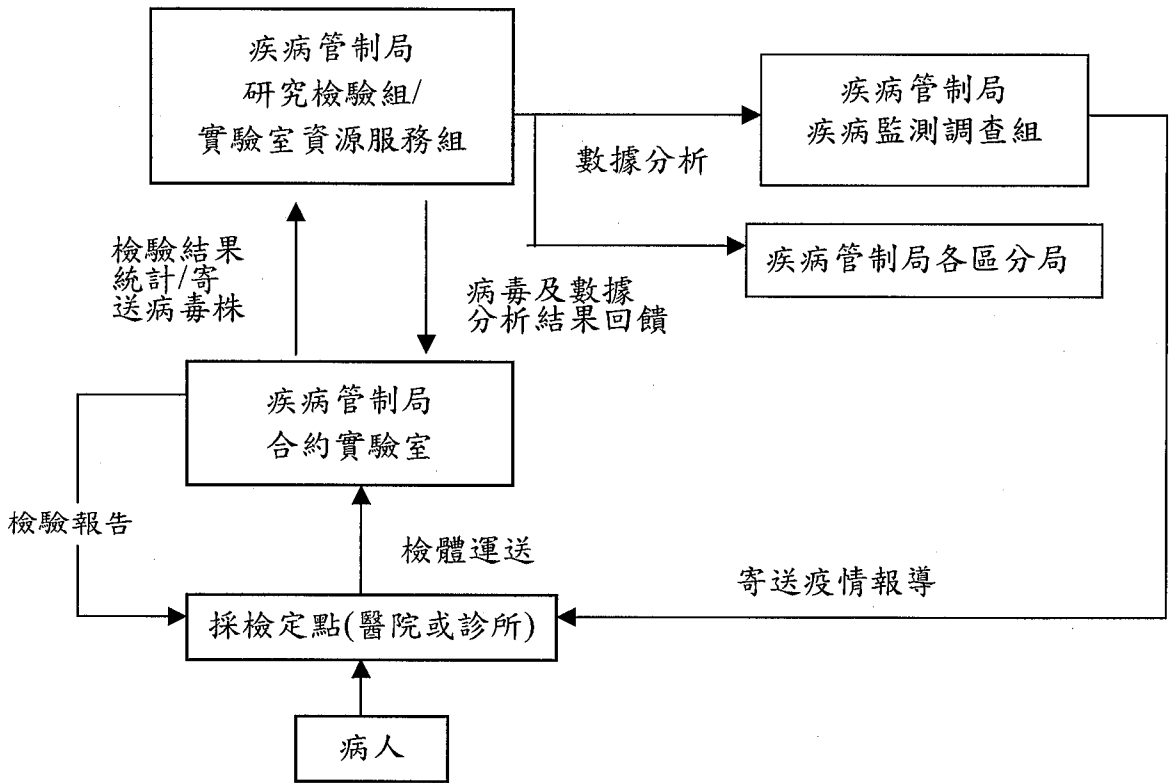 疾病管制局
研究檢驗組/
實驗室資源服務組
疾病管制局
疾病監測調查組
數據分析
疾病管制局各區分局
檢驗結果
統計/寄
送病毒株
病毒及數據
分析結果回饋
疾病管制局
合約實驗室
檢驗報告
檢體運送
寄送疫情報導
採檢定點(醫院或診所)
病人